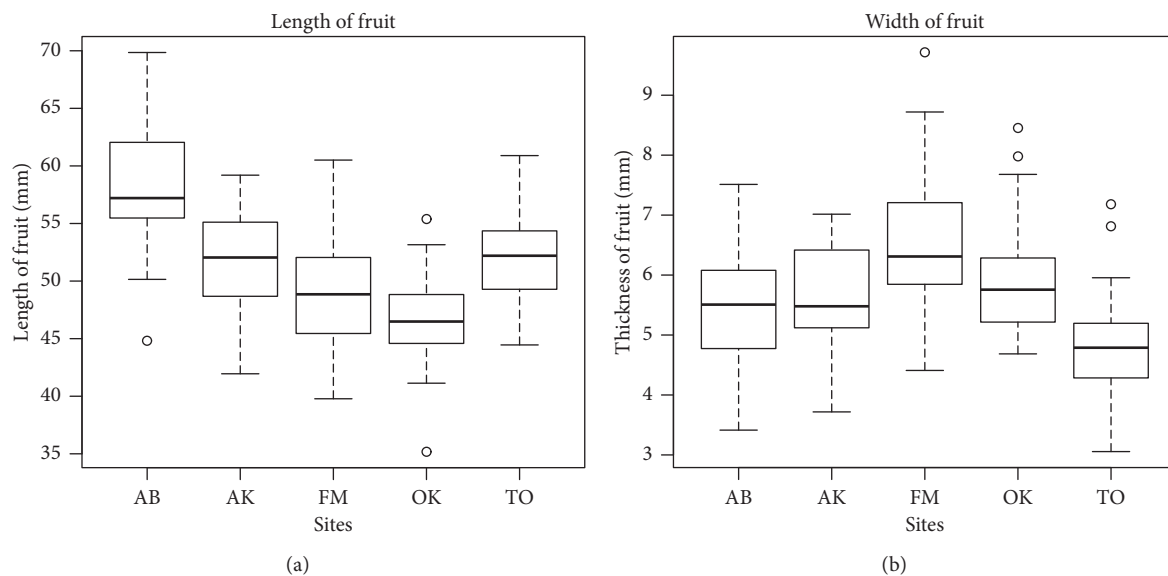 Length of fruit
Length of fruit (mm)
70
65
60
55
50
45
40
35
AB AK FM OK TO
Sites
(a)
Width of fruit
Thickness of fruit (mm)
9
8
7
6
5
4
3
AB AK FM OK TO
Sites
(b)